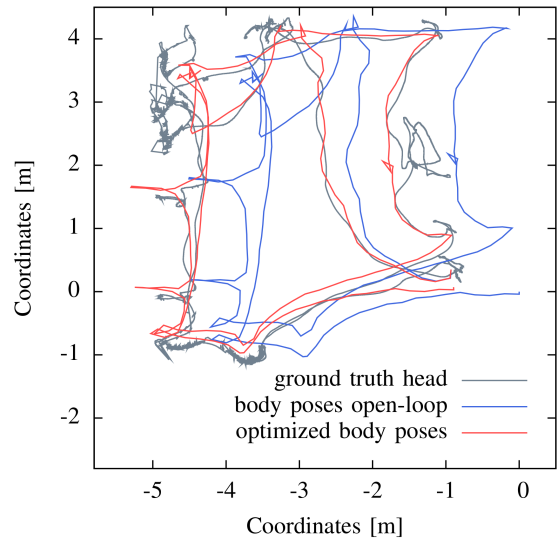 4
3
2
1
0
-1
-2
Coordinates [m]
ground truth head
body poses open-loop
optimized body poses
-5 -4 -3 -2 -1 0
Coordinates [m]